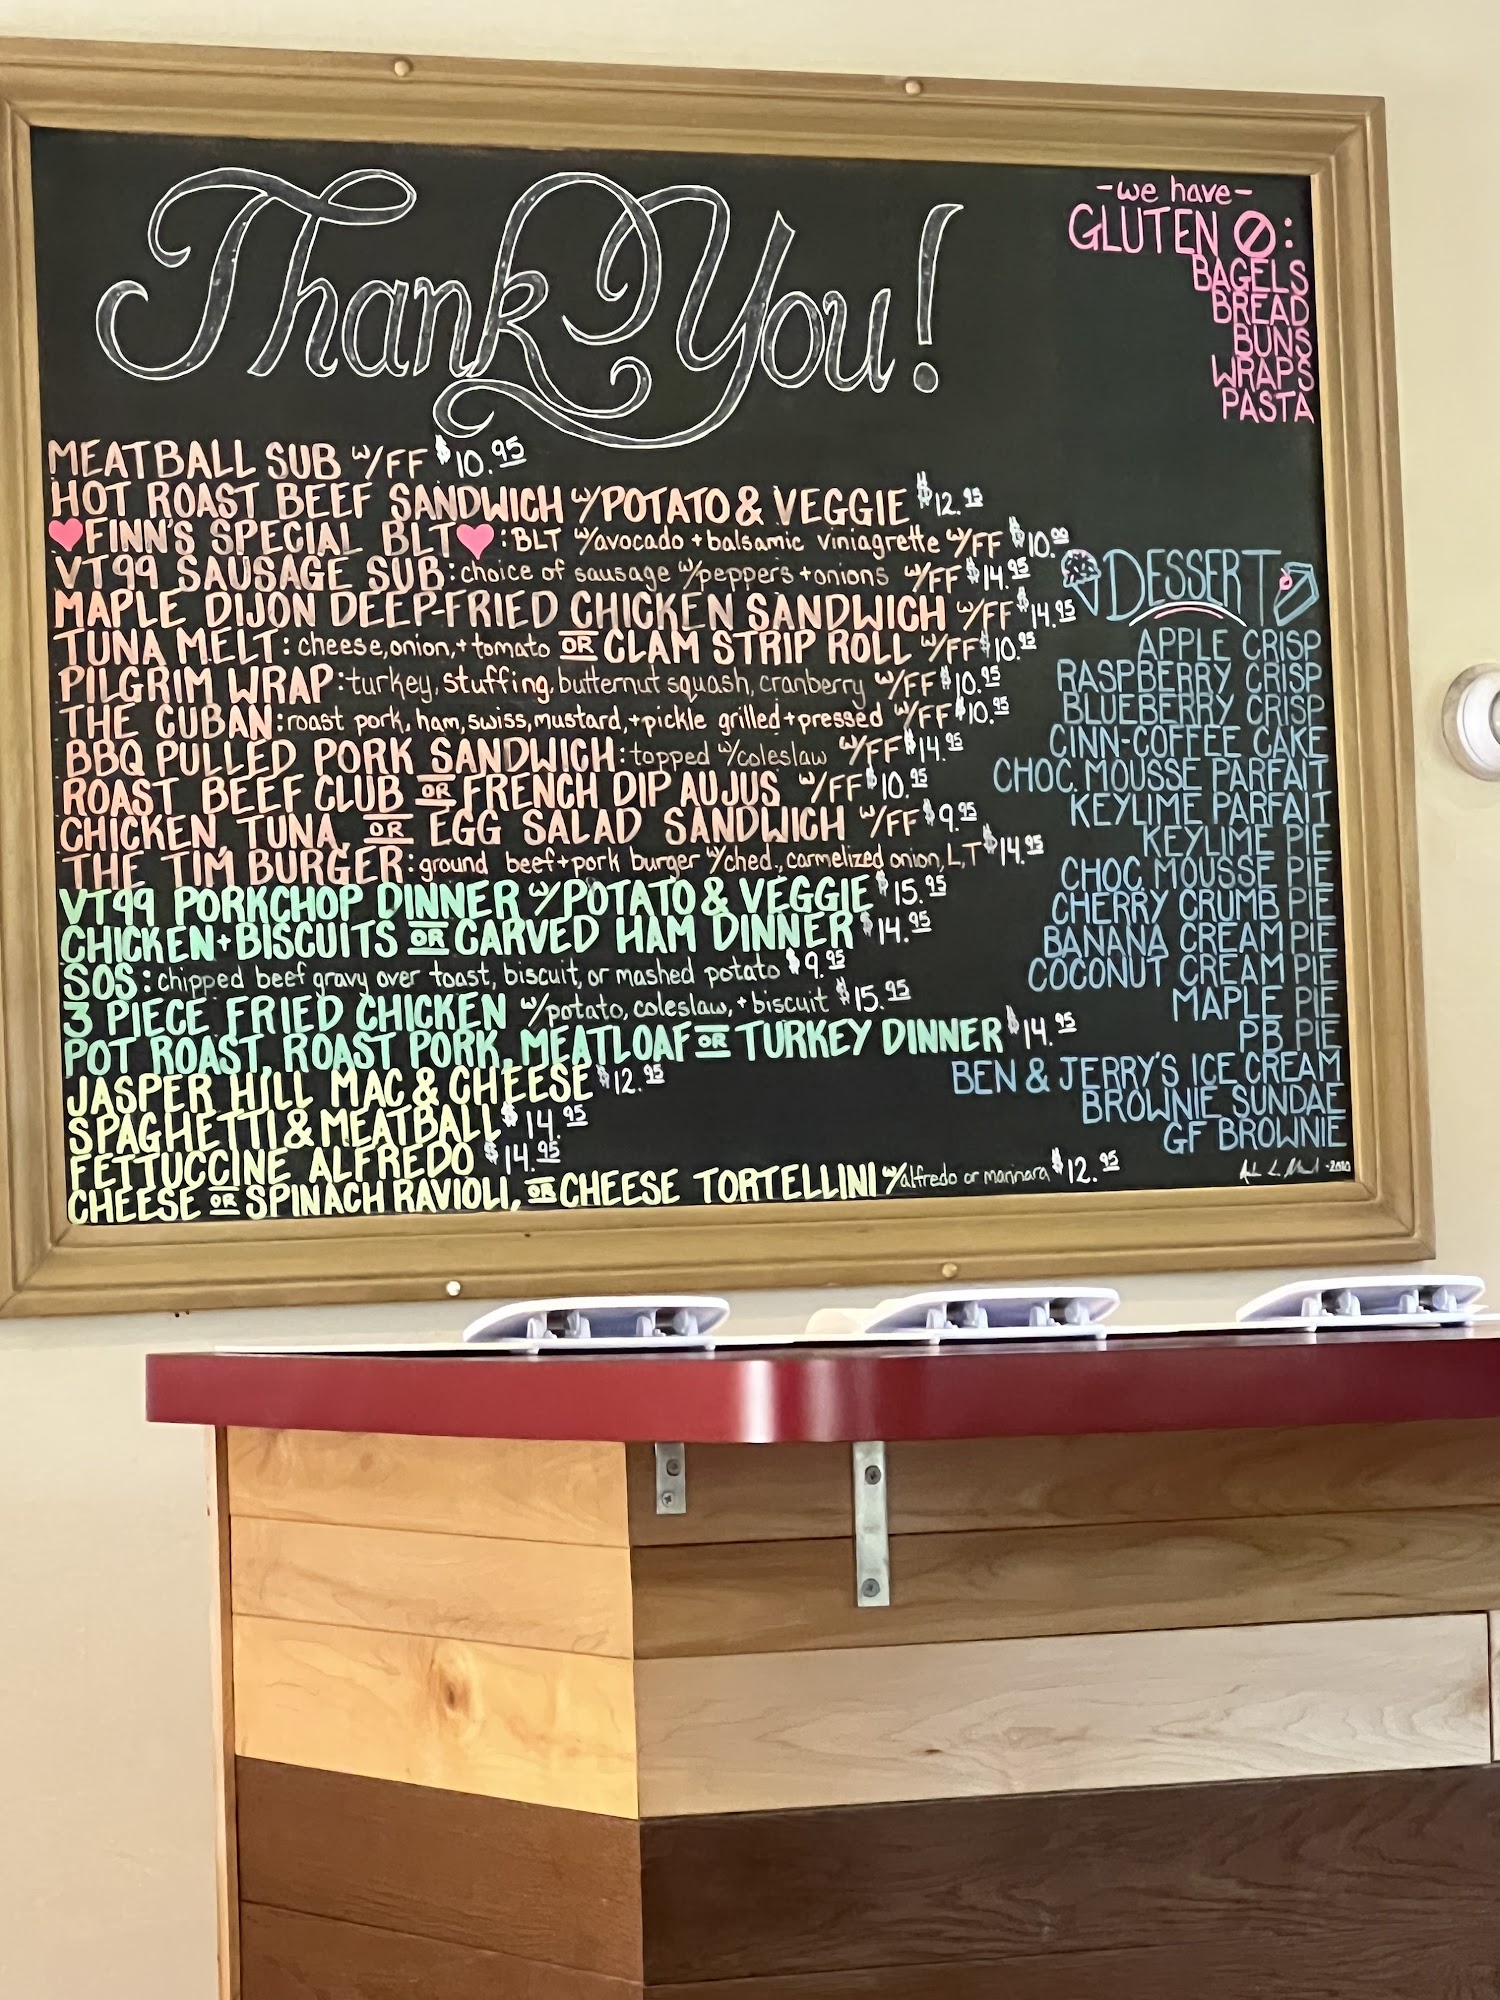 Thank You!
-we have-
GLUTEN :
BAGELS
BREAD
BUNS
WRAPS
PASTA
MEATBALL SUB w/FF $10.95
HOT ROAST BEEF SANDWICH w/POTATO & VEGGIE $12.95
FINN'S SPECIAL BLT : BLT w/avocado + balsamic viniagrette w/FF $10.00
VT99 SAUSAGE SUB: choice of sausage w/peppers + onions w/FF $14.95
MAPLE DIJON DEEP-FRIED CHICKEN SANDWICH w/FF $14.95
TUNA MELT: cheese, onion, + tomato OR CLAM STRIP ROLL w/FF $10.95
PILGRIM WRAP: turkey, stuffing, butternut squash, cranberry w/FF $10.95
THE CUBAN: roast pork, ham, swiss, mustard, + pickle grilled + pressed w/FF $10.95
BBQ PULLED PORK SANDWICH: topped w/coleslaw w/FF $14.95
ROAST BEEF CLUB OR FRENCH DIP AUJUS w/FF $10.95
CHICKEN, TUNA, OR EGG SALAD SANDWICH w/FF $9.95
THE TIM BURGER: ground beef + pork burger w/ched., carmelized onion, L, T $14.95
VT99 PORKCHOP DINNER w/POTATO & VEGGIE $15.95
CHICKEN + BISCUITS OR CARVED HAM DINNER $14.95
SOS: chipped beef gravy over toast, biscuit, or mashed potato $9.95
3 PIECE FRIED CHICKEN w/potato, coleslaw, + biscuit $15.95
POT ROAST, ROAST PORK, MEATLOAF OR TURKEY DINNER $14.95
JASPER HILL MAC & CHEESE $12.95
SPAGHETTI & MEATBALL $14.95
FETTUCCINE ALFREDO $14.95
CHEESE OR SPINACH RAVIOLI, OR CHEESE TORTELLINI w/alfredo or marinara $12.95
DESSERT
APPLE CRISP
RASPBERRY CRISP
BLUEBERRY CRISP
CINN-COFFEE CAKE
CHOC. MOUSSE PARFAIT
KEYLIME PARFAIT
KEYLIME PIE
CHOC. MOUSSE PIE
CHERRY CRUMB PIE
BANANA CREAM PIE
COCONUT CREAM PIE
MAPLE PIE
PB PIE
BEN & JERRY'S ICE CREAM
BROWNIE SUNDAE
GF BROWNIE